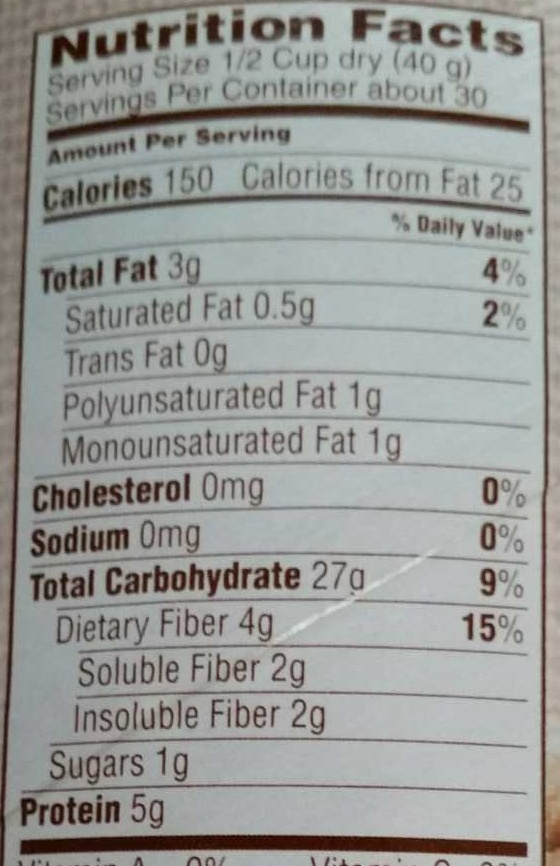 Nutrition Facts
Serving Size 1/2 Cup dry (40 g)
Servings Per Container about 30
Amount Per Serving
Calories 150 Calories from Fat 25
% Daily Value*
Total Fat 3g 4%
Saturated Fat 0.5g 2%
Trans Fat 0g
Polyunsaturated Fat 1g
Monounsaturated Fat 1g
Cholesterol 0mg 0%
Sodium 0mg 0%
Total Carbohydrate 27g 9%
Dietary Fiber 4g 15%
Soluble Fiber 2g
Insoluble Fiber 2g
Sugars 1g
Protein 5g